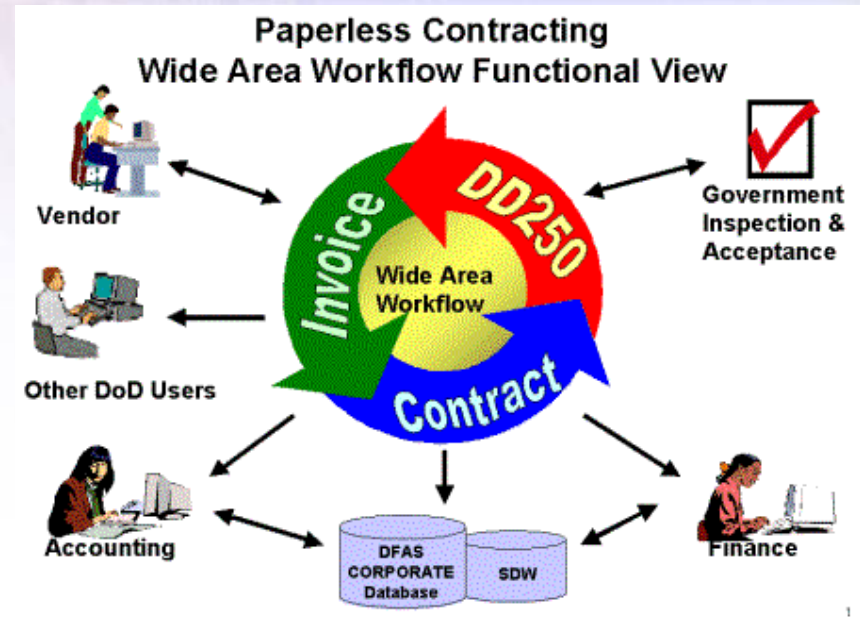 Paperless Contracting
Wide Area Workflow Functional View
Vendor
Invoice
DD250
Government
Inspection &
Acceptance
Wide Area
Workflow
Other DoD Users
Contract
Accounting
DFAS
CORPORATE
Database
SDW
Finance
1